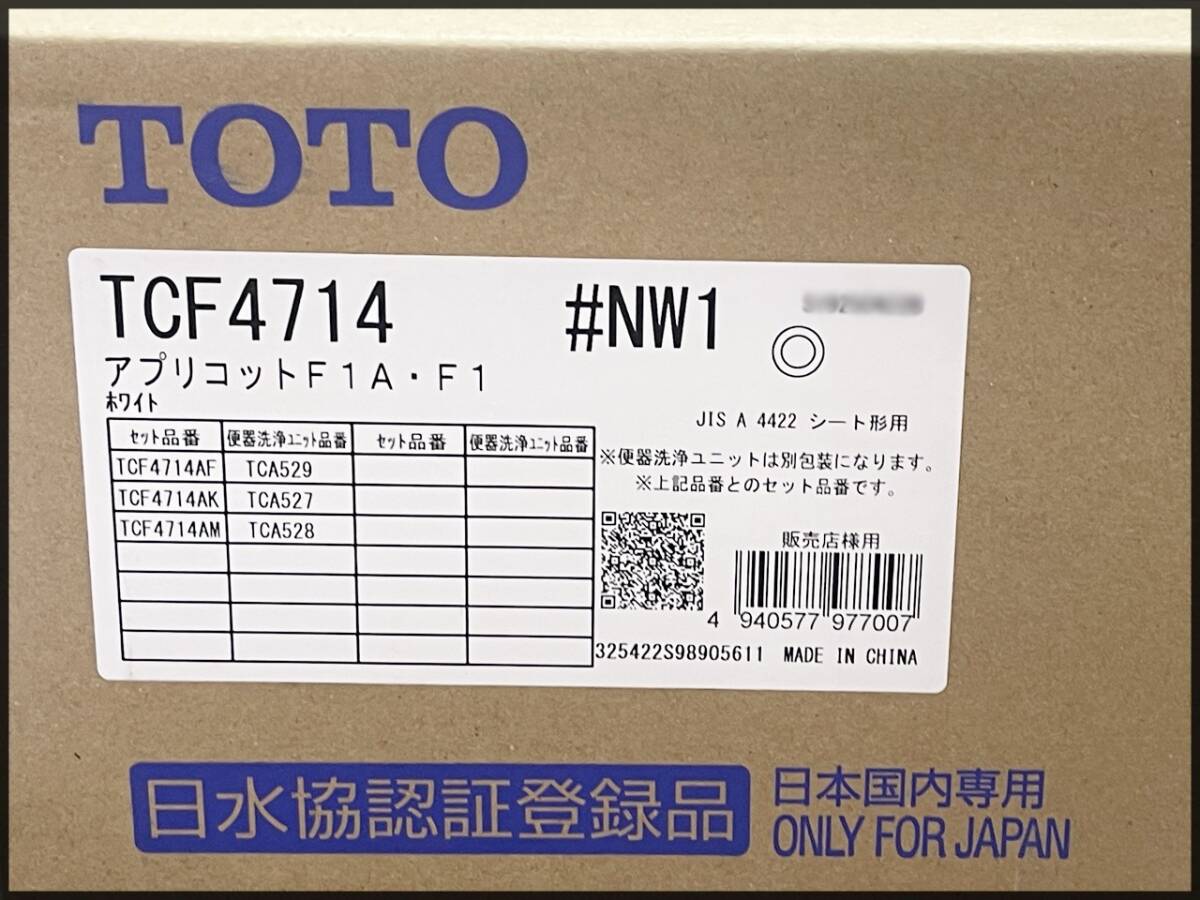 TOTO
TCF4714 #NW1
アプリコットF1A・F1
ホワイト
JIS A 4422 シート形用
セット品番 便器洗浄ユニット品番 セット品番 便器洗浄ユニット品番
TCF4714AF TCA529
TCF4714AK TCA527
TCF4714AM TCA528
※便器洗浄ユニットは別包装になります。
※上記品番とのセット品番です。
販売店様用
4 940577 977007
325422S98905611 MADE IN CHINA
日水協認証登録品
日本国内専用
ONLY FOR JAPAN